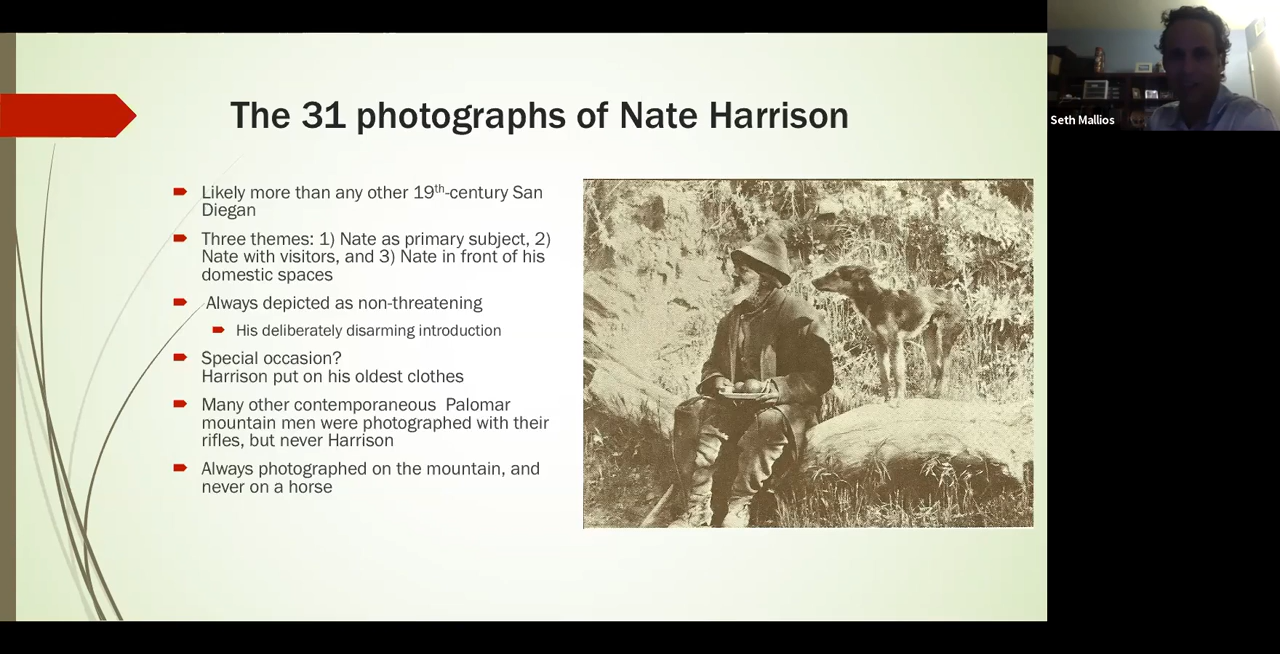 The 31 photographs of Nate Harrison
Likely more than any other 19th-century San
Diegan
Three themes: 1) Nate as primary subject, 2)
Nate with visitors, and 3) Nate in front of his
domestic spaces
Always depicted as non-threatening
His deliberately disarming introduction
Special occasion?
Harrison put on his oldest clothes
Many other contemporaneous Palomar
mountain men were photographed with their
rifles, but never Harrison
Always photographed on the mountain, and
never on a horse
Seth Mallios